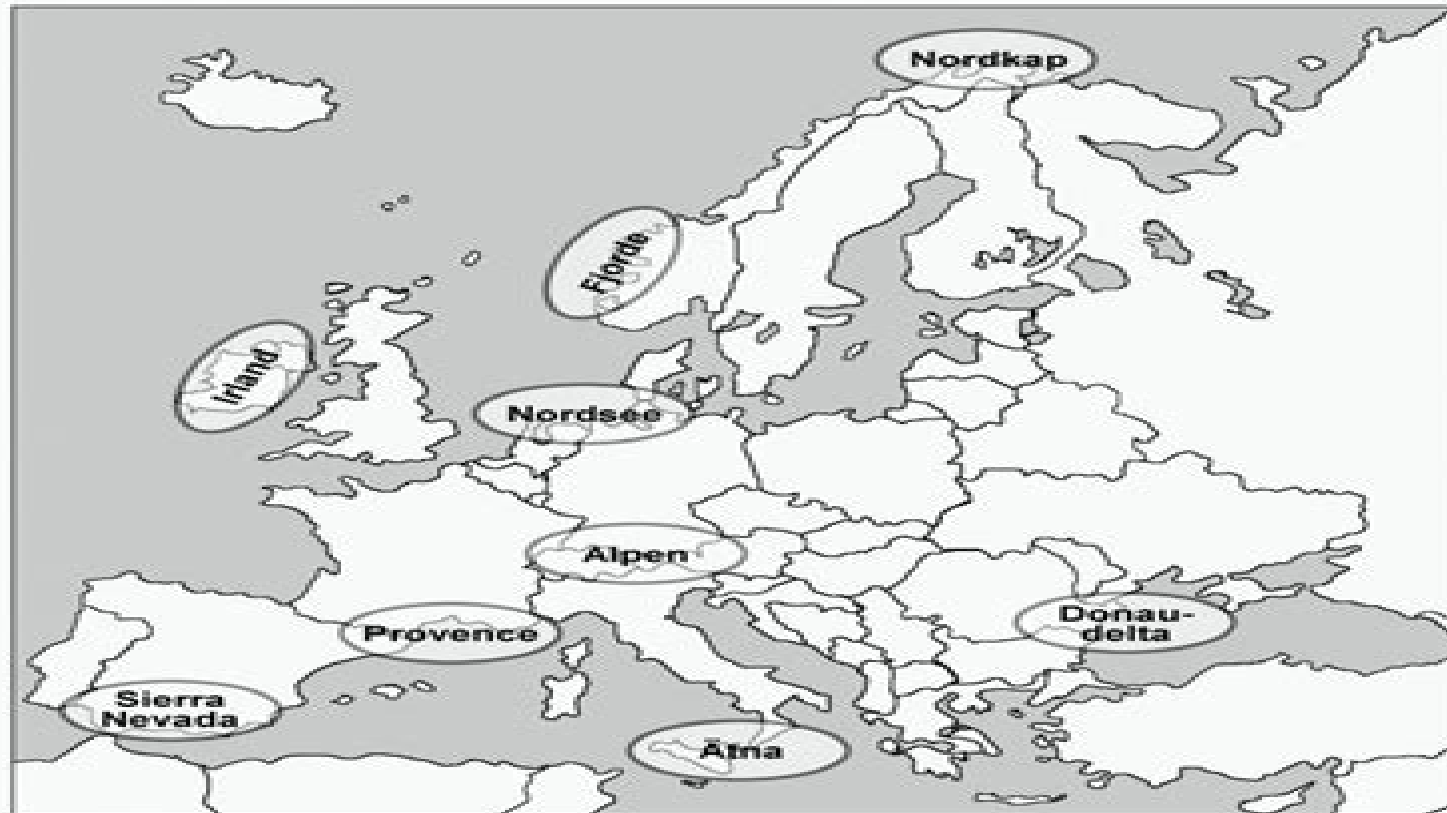 Nordkap
Fjorde
Irland
Nordsee
Alpen
Provence
Donau-
delta
Sierra
Nevada
Ätna